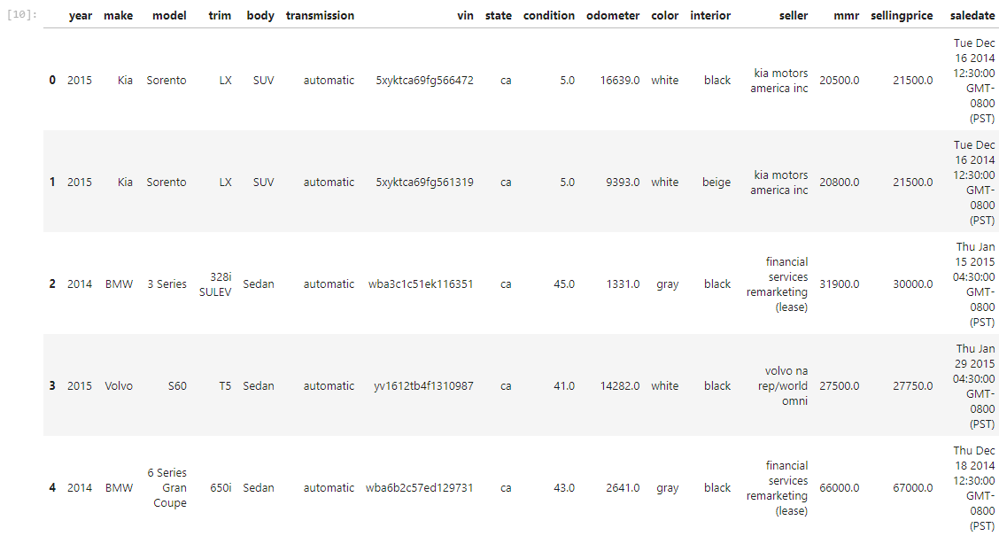 [10]:
year make model trim body transmission vin state condition odometer color interior seller mmr sellingprice saledate
0 2015 Kia Sorento LX SUV automatic 5xyktca69fg566472 ca 5.0 16639.0 white black kia motors america inc 20500.0 21500.0 Tue Dec 16 2014 12:30:00 GMT-0800 (PST)
1 2015 Kia Sorento LX SUV automatic 5xyktca69fg561319 ca 5.0 9393.0 white beige kia motors america inc 20800.0 21500.0 Tue Dec 16 2014 12:30:00 GMT-0800 (PST)
2 2014 BMW 3 Series 328i SULEV Sedan automatic wba3c1c51ek116351 ca 45.0 1331.0 gray black financial services remarketing (lease) 31900.0 30000.0 Thu Jan 15 2015 04:30:00 GMT-0800 (PST)
3 2015 Volvo S60 T5 Sedan automatic yv1612tb4f1310987 ca 41.0 14282.0 white black volvo na rep/world omni 27500.0 27750.0 Thu Jan 29 2015 04:30:00 GMT-0800 (PST)
4 2014 BMW 6 Series Gran Coupe 650i Sedan automatic wba6b2c57ed129731 ca 43.0 2641.0 gray black financial services remarketing (lease) 66000.0 67000.0 Thu Dec 18 2014 12:30:00 GMT-0800 (PST)